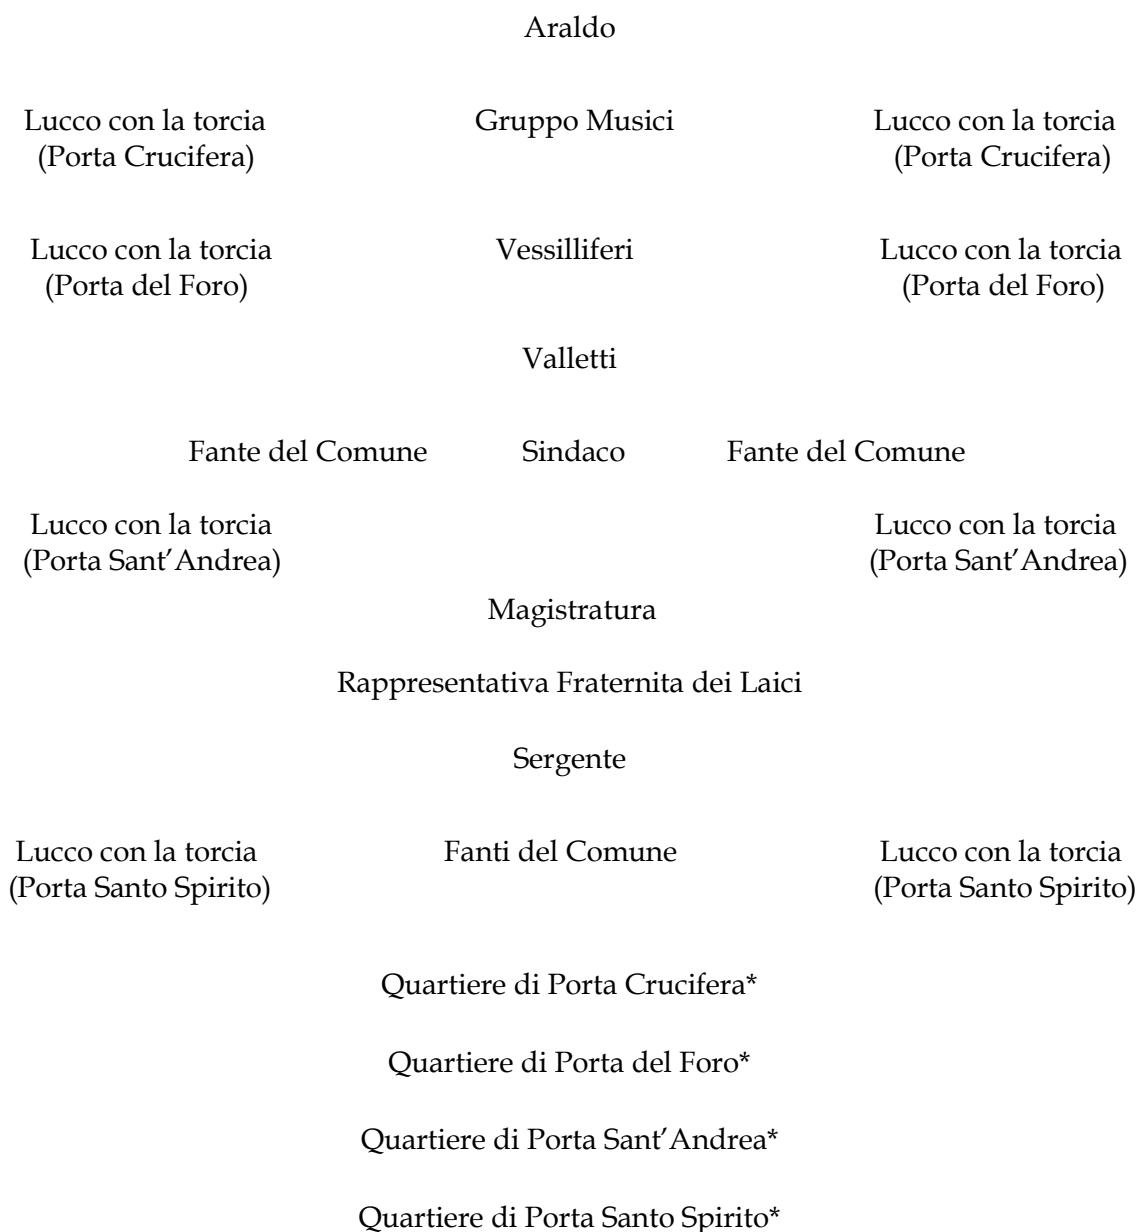 Araldo
Lucco con la torcia Gruppo Musici Lucco con la torcia
(Porta Crucifera) (Porta Crucifera)
Lucco con la torcia Vessilliferi Lucco con la torcia
(Porta del Foro) (Porta del Foro)
Valletti
Fante del Comune Sindaco Fante del Comune
Lucco con la torcia Lucco con la torcia
(Porta Sant’Andrea) (Porta Sant’Andrea)
Magistratura
Rappresentativa Fraternita dei Laici
Sergente
Lucco con la torcia Fanti del Comune Lucco con la torcia
(Porta Santo Spirito) (Porta Santo Spirito)
Quartiere di Porta Crucifera*
Quartiere di Porta del Foro*
Quartiere di Porta Sant’Andrea*
Quartiere di Porta Santo Spirito*